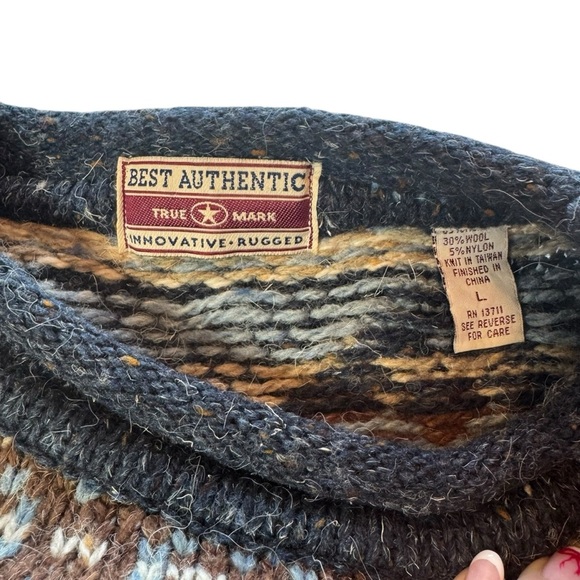 BEST AUTHENTIC
TRUE MARK
INNOVATIVE • RUGGED
30% WOOL
5% NYLON
KNIT IN TAIWAN
FINISHED IN
CHINA
L
RN 13711
SEE REVERSE
FOR CARE